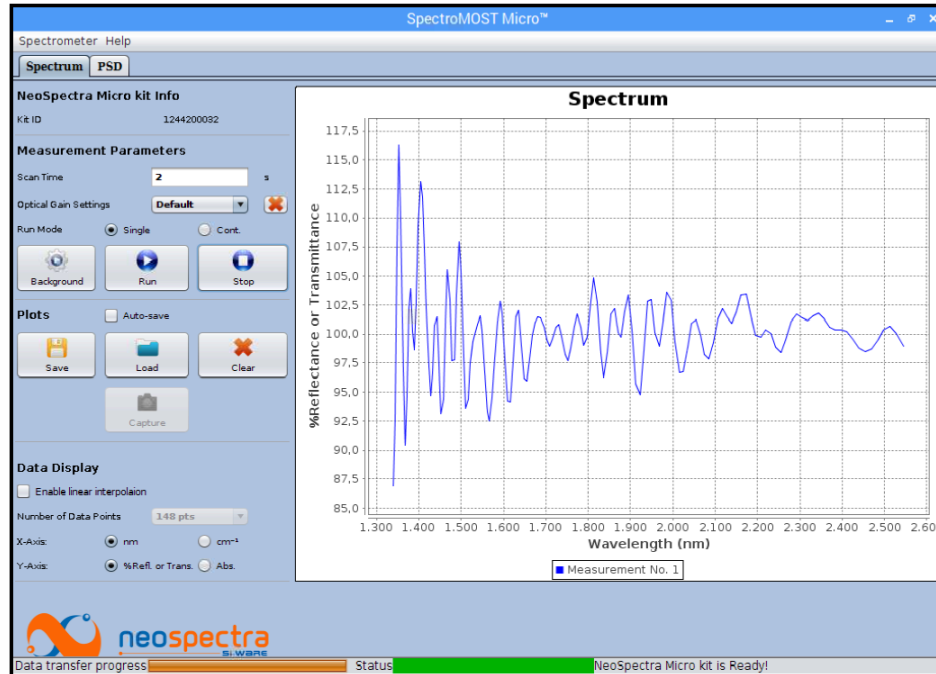 SpectroMOST Micro™
Spectrometer Help
Spectrum PSD
NeoSpectra Micro kit Info
Kit ID 1244200032
Measurement Parameters
Scan Time 2 s
Optical Gain Settings Default
Run Mode Single Cont.
Background Run Stop
Plots Auto-save
Save Load Clear
Capture
Data Display
Enable linear interpolaion
Number of Data Points 148 pts
X-Axis: nm cm⁻¹
Y-Axis: %Refl. or Trans. Abs.
neospectra
SI-WARE
Spectrum
%Reflectance or Transmittance
117,5
115,0
112,5
110,0
107,5
105,0
102,5
100,0
97,5
95,0
92,5
90,0
87,5
85,0
1.300 1.400 1.500 1.600 1.700 1.800 1.900 2.000 2.100 2.200 2.300 2.400 2.500 2.60
Wavelength (nm)
Measurement No. 1
Data transfer progress Status NeoSpectra Micro kit is Ready!